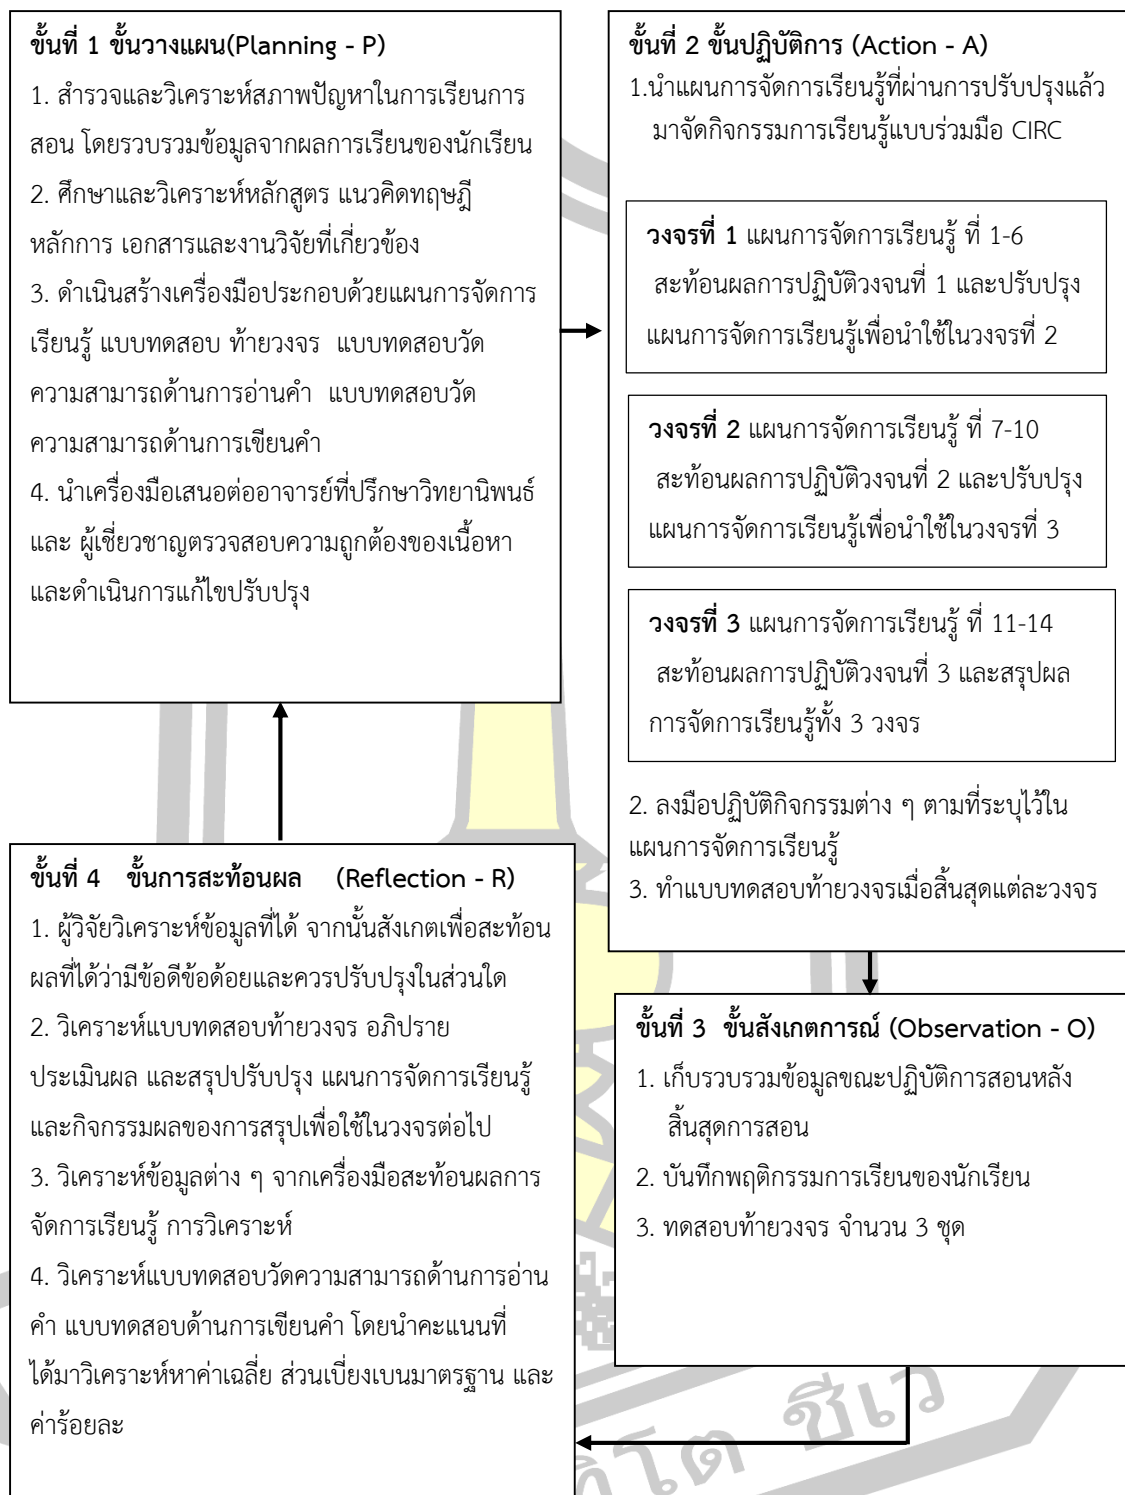 ขั้นที่ 1 ขั้นวางแผน(Planning - P)
1. สำรวจและวิเคราะห์สภาพปัญหาในการเรียนการ
สอน โดยรวบรวมข้อมูลจากผลการเรียนของนักเรียน
2. ศึกษาและวิเคราะห์หลักสูตร แนวคิดทฤษฎี
หลักการ เอกสารและงานวิจัยที่เกี่ยวข้อง
3. ดำเนินสร้างเครื่องมือประกอบด้วยแผนการจัดการ
เรียนรู้ แบบทดสอบ ท้ายวงจร แบบทดสอบวัด
ความสามารถด้านการอ่านคำ แบบทดสอบวัด
ความสามารถด้านการเขียนคำ
4. นำเครื่องมือเสนอต่ออาจารย์ที่ปรึกษาวิทยานิพนธ์
และ ผู้เชี่ยวชาญตรวจสอบความถูกต้องของเนื้อหา
และดำเนินการแก้ไขปรับปรุง
ขั้นที่ 2 ขั้นปฏิบัติการ (Action - A)
1.นำแผนการจัดการเรียนรู้ที่ผ่านการปรับปรุงแล้ว
มาจัดกิจกรรมการเรียนรู้แบบร่วมมือ CIRC
วงจรที่ 1 แผนการจัดการเรียนรู้ ที่ 1-6
สะท้อนผลการปฏิบัติวงจนที่ 1 และปรับปรุง
แผนการจัดการเรียนรู้เพื่อนำใช้ในวงจรที่ 2
วงจรที่ 2 แผนการจัดการเรียนรู้ ที่ 7-10
สะท้อนผลการปฏิบัติวงจนที่ 2 และปรับปรุง
แผนการจัดการเรียนรู้เพื่อนำใช้ในวงจรที่ 3
วงจรที่ 3 แผนการจัดการเรียนรู้ ที่ 11-14
สะท้อนผลการปฏิบัติวงจนที่ 3 และสรุปผล
การจัดการเรียนรู้ทั้ง 3 วงจร
2. ลงมือปฏิบัติกิจกรรมต่าง ๆ ตามที่ระบุไว้ใน
แผนการจัดการเรียนรู้
3. ทำแบบทดสอบท้ายวงจรเมื่อสิ้นสุดแต่ละวงจร
ขั้นที่ 3 ขั้นสังเกตการณ์ (Observation - O)
1. เก็บรวบรวมข้อมูลขณะปฏิบัติการสอนหลัง
สิ้นสุดการสอน
2. บันทึกพฤติกรรมการเรียนของนักเรียน
3. ทดสอบท้ายวงจร จำนวน 3 ชุด
ขั้นที่ 4 ขั้นการสะท้อนผล (Reflection - R)
1. ผู้วิจัยวิเคราะห์ข้อมูลที่ได้ จากนั้นสังเกตเพื่อสะท้อน
ผลที่ได้ว่ามีข้อดีข้อด้อยและควรปรับปรุงในส่วนใด
2. วิเคราะห์แบบทดสอบท้ายวงจร อภิปราย
ประเมินผล และสรุปปรับปรุง แผนการจัดการเรียนรู้
และกิจกรรมผลของการสรุปเพื่อใช้ในวงจรต่อไป
3. วิเคราะห์ข้อมูลต่าง ๆ จากเครื่องมือสะท้อนผลการ
จัดการเรียนรู้ การวิเคราะห์
4. วิเคราะห์แบบทดสอบวัดความสามารถด้านการอ่าน
คำ แบบทดสอบด้านการเขียนคำ โดยนำคะแนนที่
ได้มาวิเคราะห์หาค่าเฉลี่ย ส่วนเบี่ยงเบนมาตรฐาน และ
ค่าร้อยละ
ชีเว